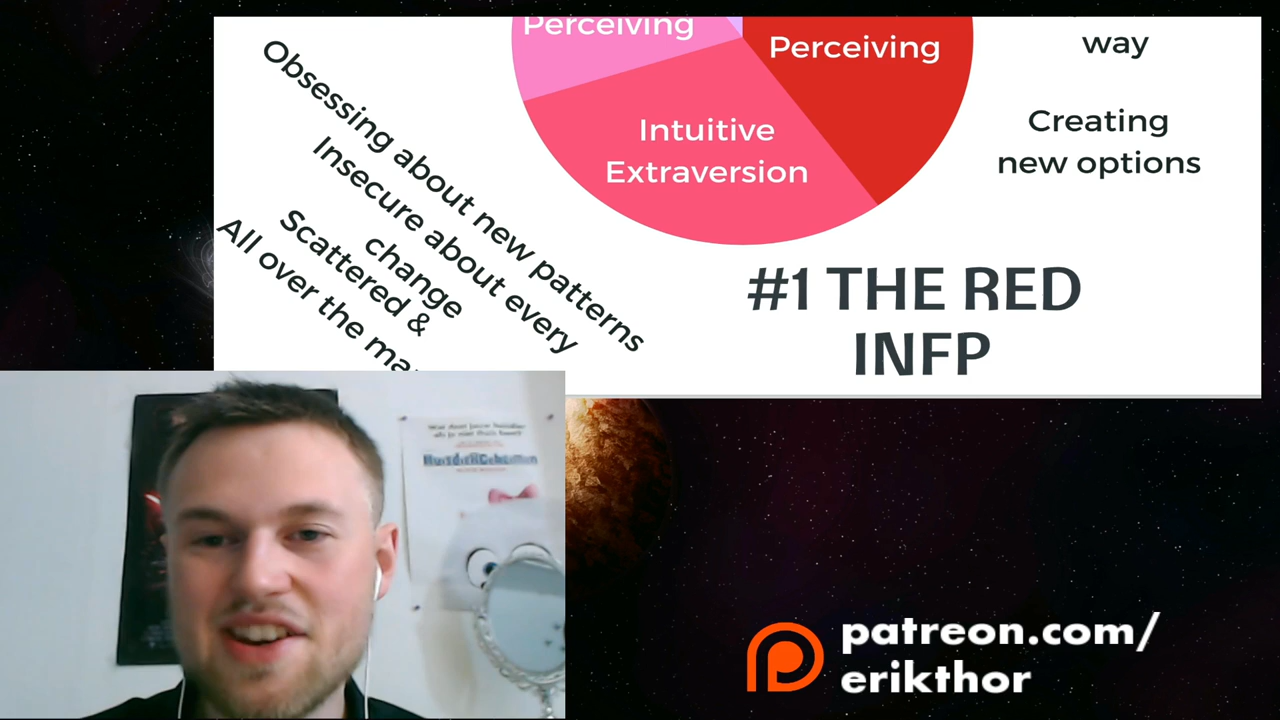 Perceiving
Perceiving
way
Intuitive
Extraversion
Creating
new options
Obsessing about new patterns
Insecure about every
change
Scattered &
All over the
#1 THE RED
INFP
patreon.com/
erikthor